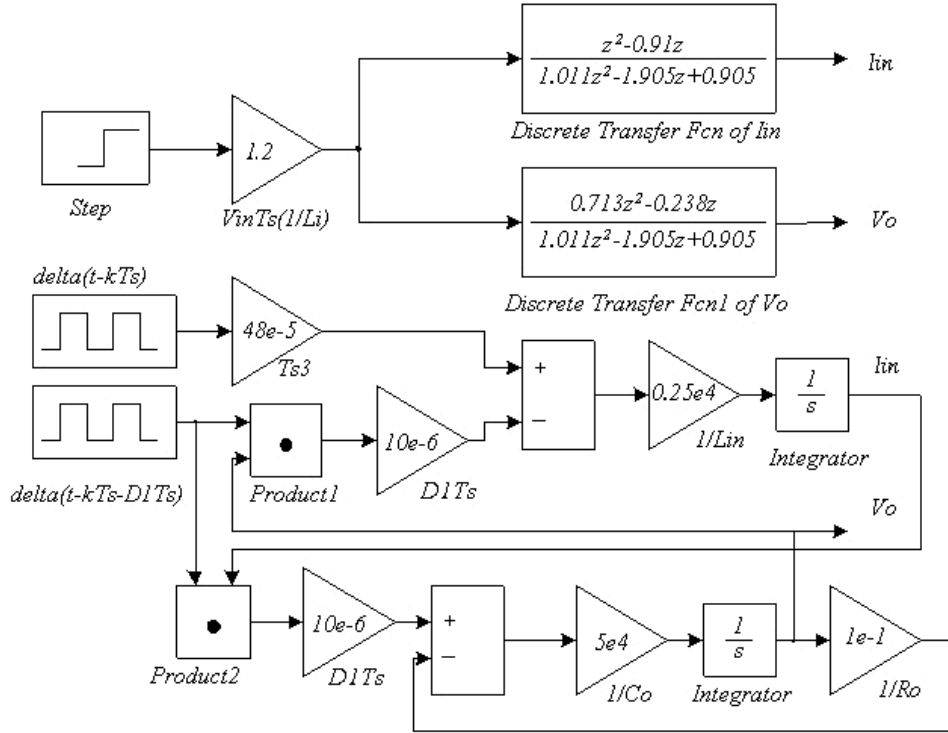 z²-0.91z
1.011z²-1.905z+0.905
Iin
Discrete Transfer Fcn of Iin
1.2
Step
VinTs(1/Li)
0.713z²-0.238z
1.011z²-1.905z+0.905
Vo
Discrete Transfer Fcn1 of Vo
delta(t-kTs)
48e-5
Ts3
+
−
0.25e4
1/Lin
1
s
Integrator
Iin
delta(t-kTs-D1Ts)
Product1
10e-6
D1Ts
Vo
Product2
10e-6
D1Ts
+
−
5e4
1/Co
1
s
Integrator
1e-1
1/Ro